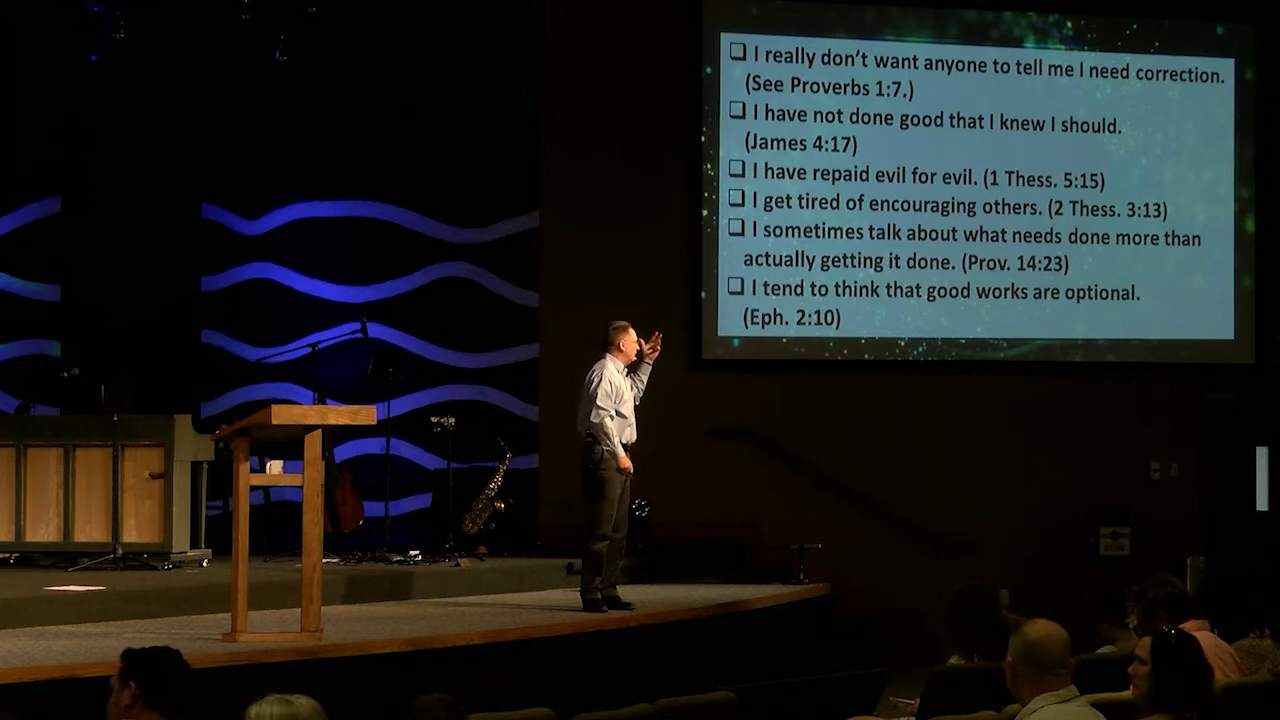 ❑ I really don't want anyone to tell me I need correction.
(See Proverbs 1:7.)
❑ I have not done good that I knew I should.
(James 4:17)
❑ I have repaid evil for evil. (1 Thess. 5:15)
❑ I get tired of encouraging others. (2 Thess. 3:13)
❑ I sometimes talk about what needs done more than
actually getting it done. (Prov. 14:23)
❑ I tend to think that good works are optional.
(Eph. 2:10)